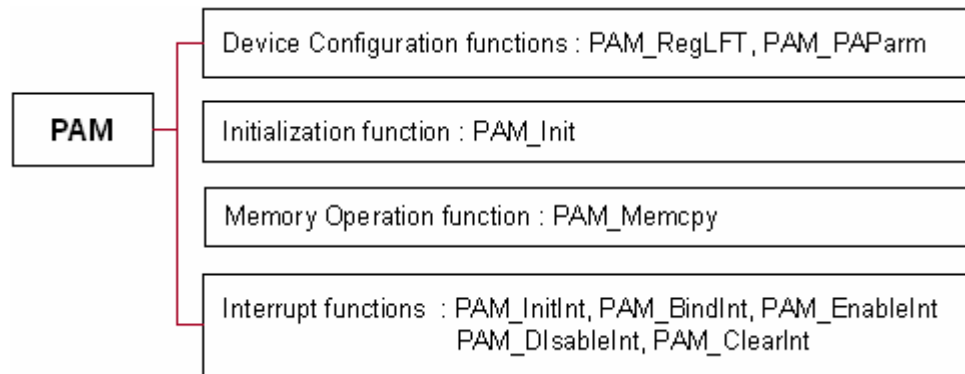 PAM
Device Configuration functions : PAM_RegLFT, PAM_PAParm
Initialization function : PAM_Init
Memory Operation function : PAM_Memcpy
Interrupt functions : PAM_InitInt, PAM_BindInt, PAM_EnableInt
PAM_DIsableInt, PAM_ClearInt